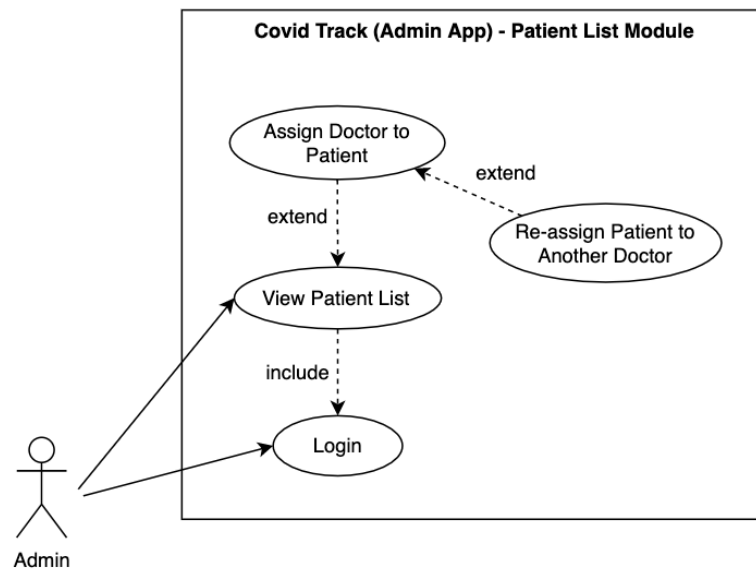 Covid Track (Admin App) - Patient List Module
Assign Doctor to
Patient
extend
extend
Re-assign Patient to
Another Doctor
View Patient List
include
Login
Admin